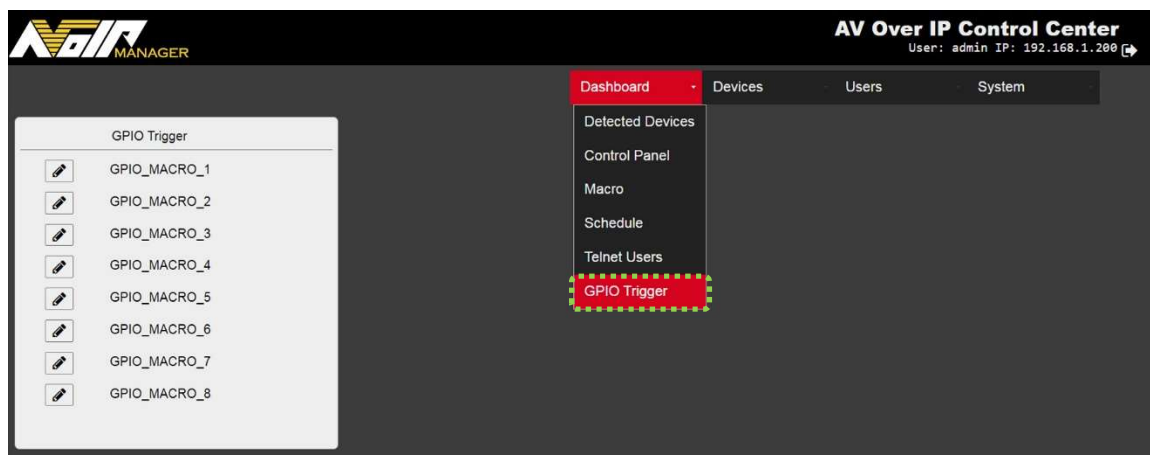 AVoIP MANAGER
AV Over IP Control Center
User: admin IP: 192.168.1.200
Dashboard Devices Users System
Detected Devices
Control Panel
Macro
Schedule
Telnet Users
GPIO Trigger
GPIO Trigger
GPIO_MACRO_1
GPIO_MACRO_2
GPIO_MACRO_3
GPIO_MACRO_4
GPIO_MACRO_5
GPIO_MACRO_6
GPIO_MACRO_7
GPIO_MACRO_8